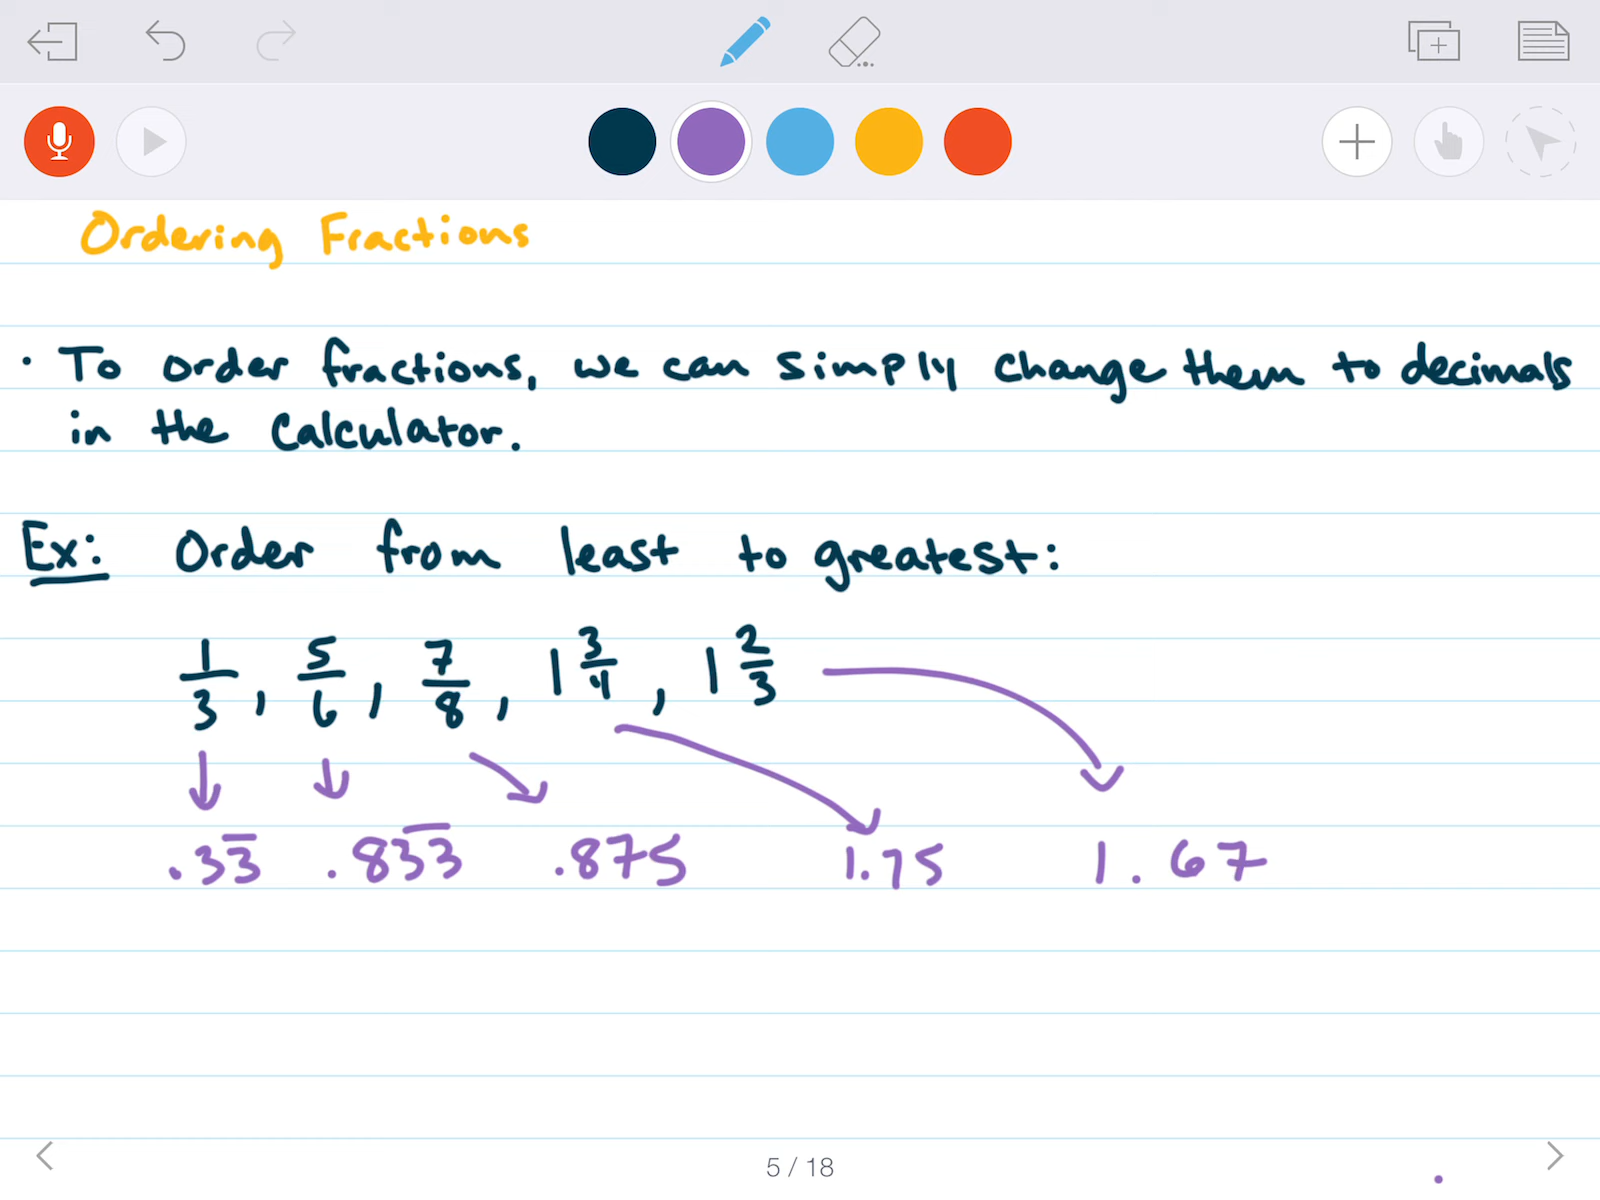 Ordering Fractions
· To order fractions, we can simply change them to decimals
in the calculator.
Ex: Order from least to greatest:
1/3, 5/6, 7/8, 1 3/4, 1 2/3
.33̅ .83̅3̅ .875 1.75 1.67
5 / 18